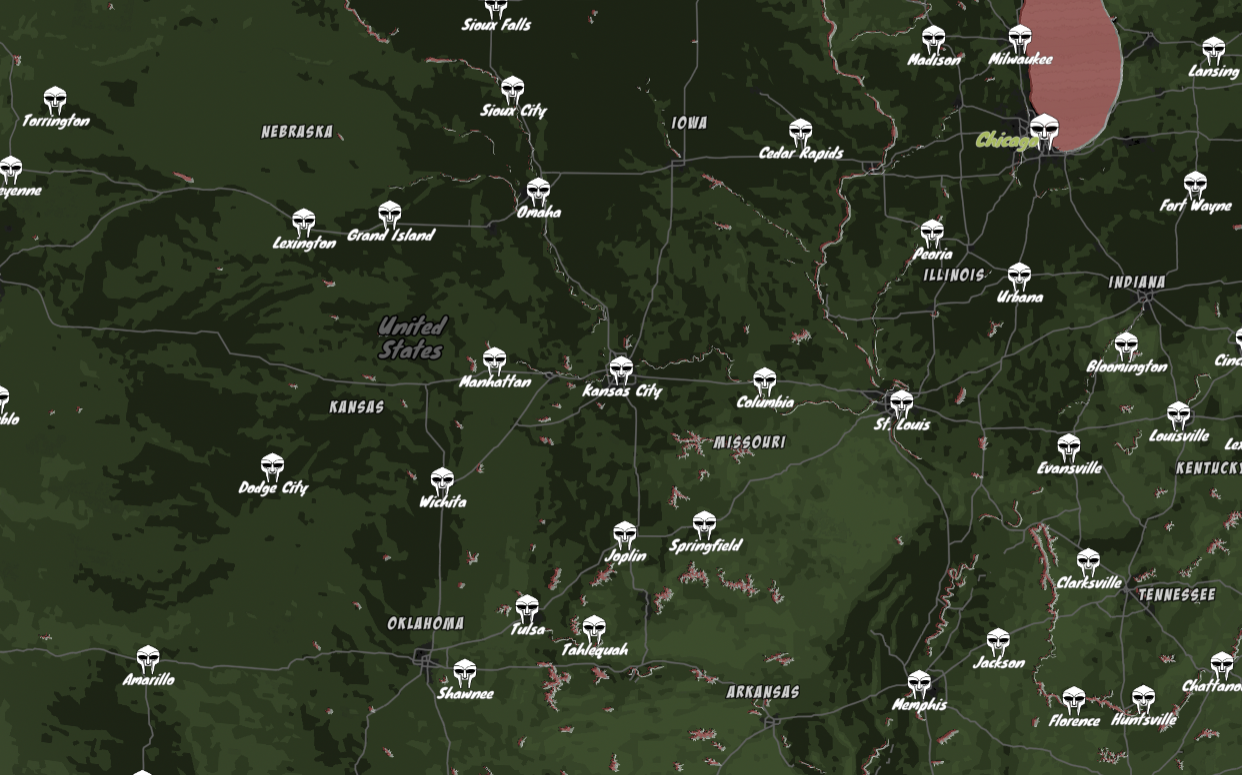 Sioux Falls
Madison
Milwaukee
Lansing
Torrington
Sioux City
NEBRASKA
IOWA
Cedar Rapids
Chicago
eyenne
Omaha
Fort Wayne
Lexington
Grand Island
Peoria
ILLINOIS
Urbana
INDIANA
United
States
Manhattan
Kansas City
Columbia
Bloomington
Cinc
KANSAS
blo
St. Louis
Louisville
MISSOURI
Lex
Evansville
KENTUCKY
Dodge City
Wichita
Joplin
Springfield
Clarksville
TENNESSEE
OKLAHOMA
Tulsa
Tahlequah
Jackson
Amarillo
Shawnee
ARKANSAS
Memphis
Chattano
Florence
Huntsville